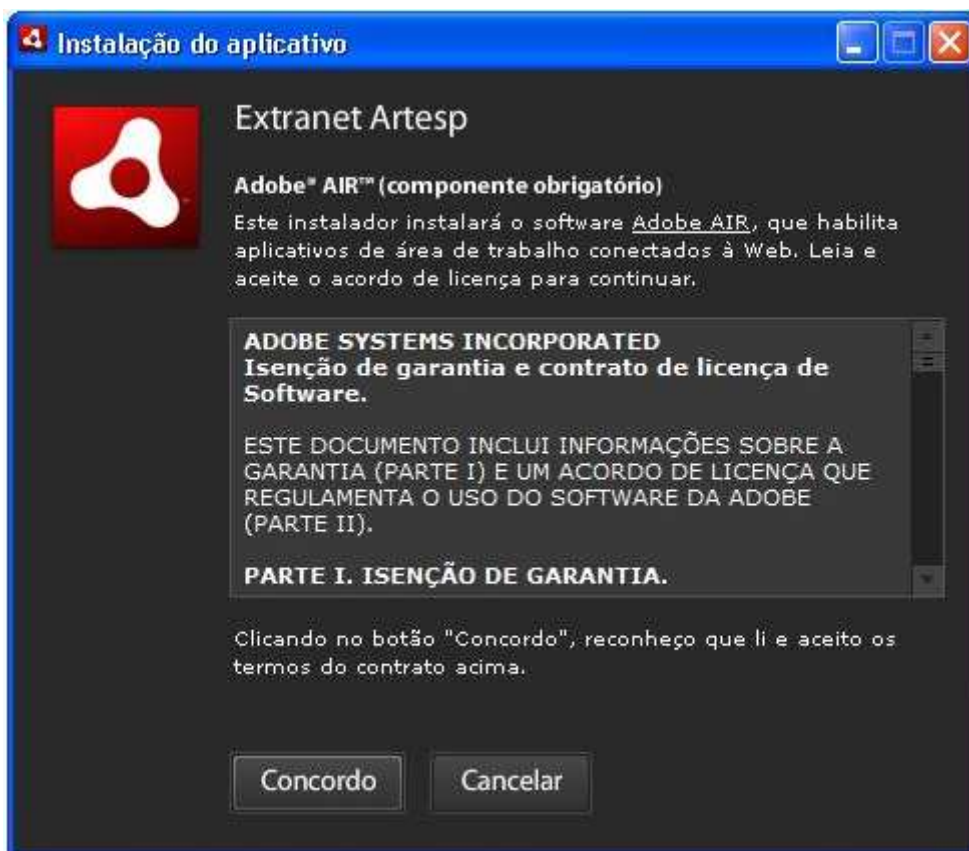 Instalação do aplicativo
Extranet Artesp
Adobe® AIR™ (componente obrigatório)
Este instalador instalará o software Adobe AIR, que habilita
aplicativos de área de trabalho conectados à Web. Leia e
aceite o acordo de licença para continuar.
ADOBE SYSTEMS INCORPORATED
Isenção de garantia e contrato de licença de
Software.
ESTE DOCUMENTO INCLUI INFORMAÇÕES SOBRE A
GARANTIA (PARTE I) E UM ACORDO DE LICENÇA QUE
REGULAMENTA O USO DO SOFTWARE DA ADOBE
(PARTE II).
PARTE I. ISENÇÃO DE GARANTIA.
Clicando no botão "Concordo", reconheço que li e aceito os
termos do contrato acima.
Concordo Cancelar